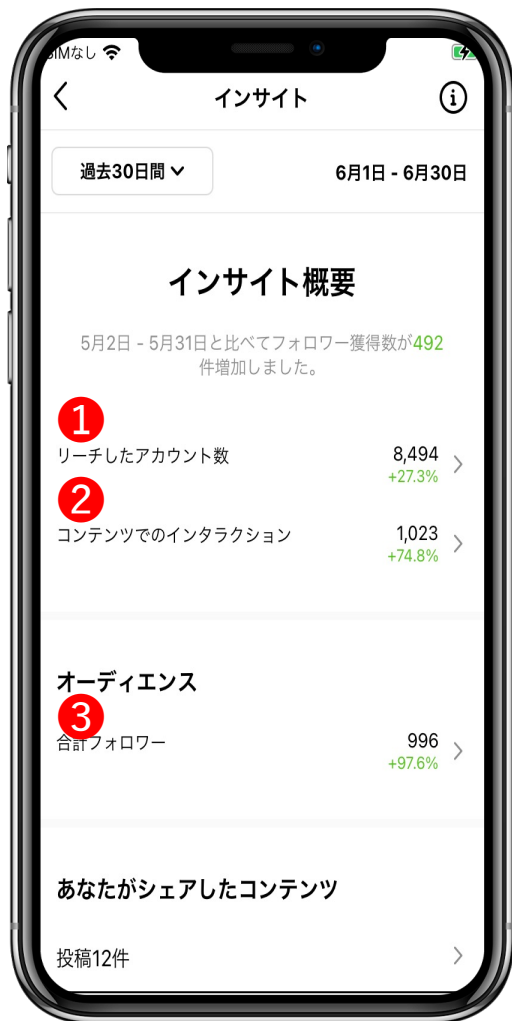 SIMなし
インサイト
過去30日間
6月1日 - 6月30日
インサイト概要
5月2日 - 5月31日と比べてフォロワー獲得数が492
件増加しました。
1
リーチしたアカウント数
8,494
+27.3%
2
コンテンツでのインタラクション
1,023
+74.8%
オーディエンス
3
合計フォロワー
996
+97.6%
あなたがシェアしたコンテンツ
投稿12件